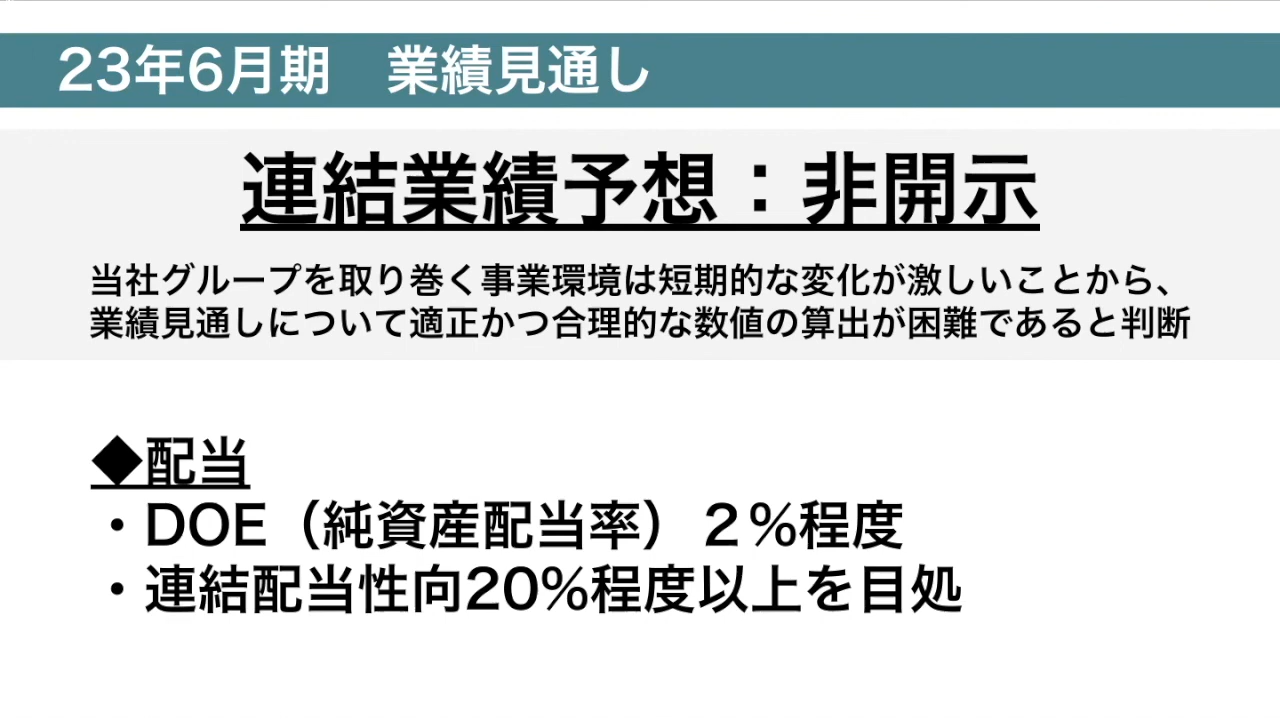 23年6月期　業績見通し
連結業績予想：非開示
当社グループを取り巻く事業環境は短期的な変化が激しいことから、
業績見通しについて適正かつ合理的な数値の算出が困難であると判断
◆配当
・DOE（純資産配当率）２％程度
・連結配当性向20％程度以上を目処